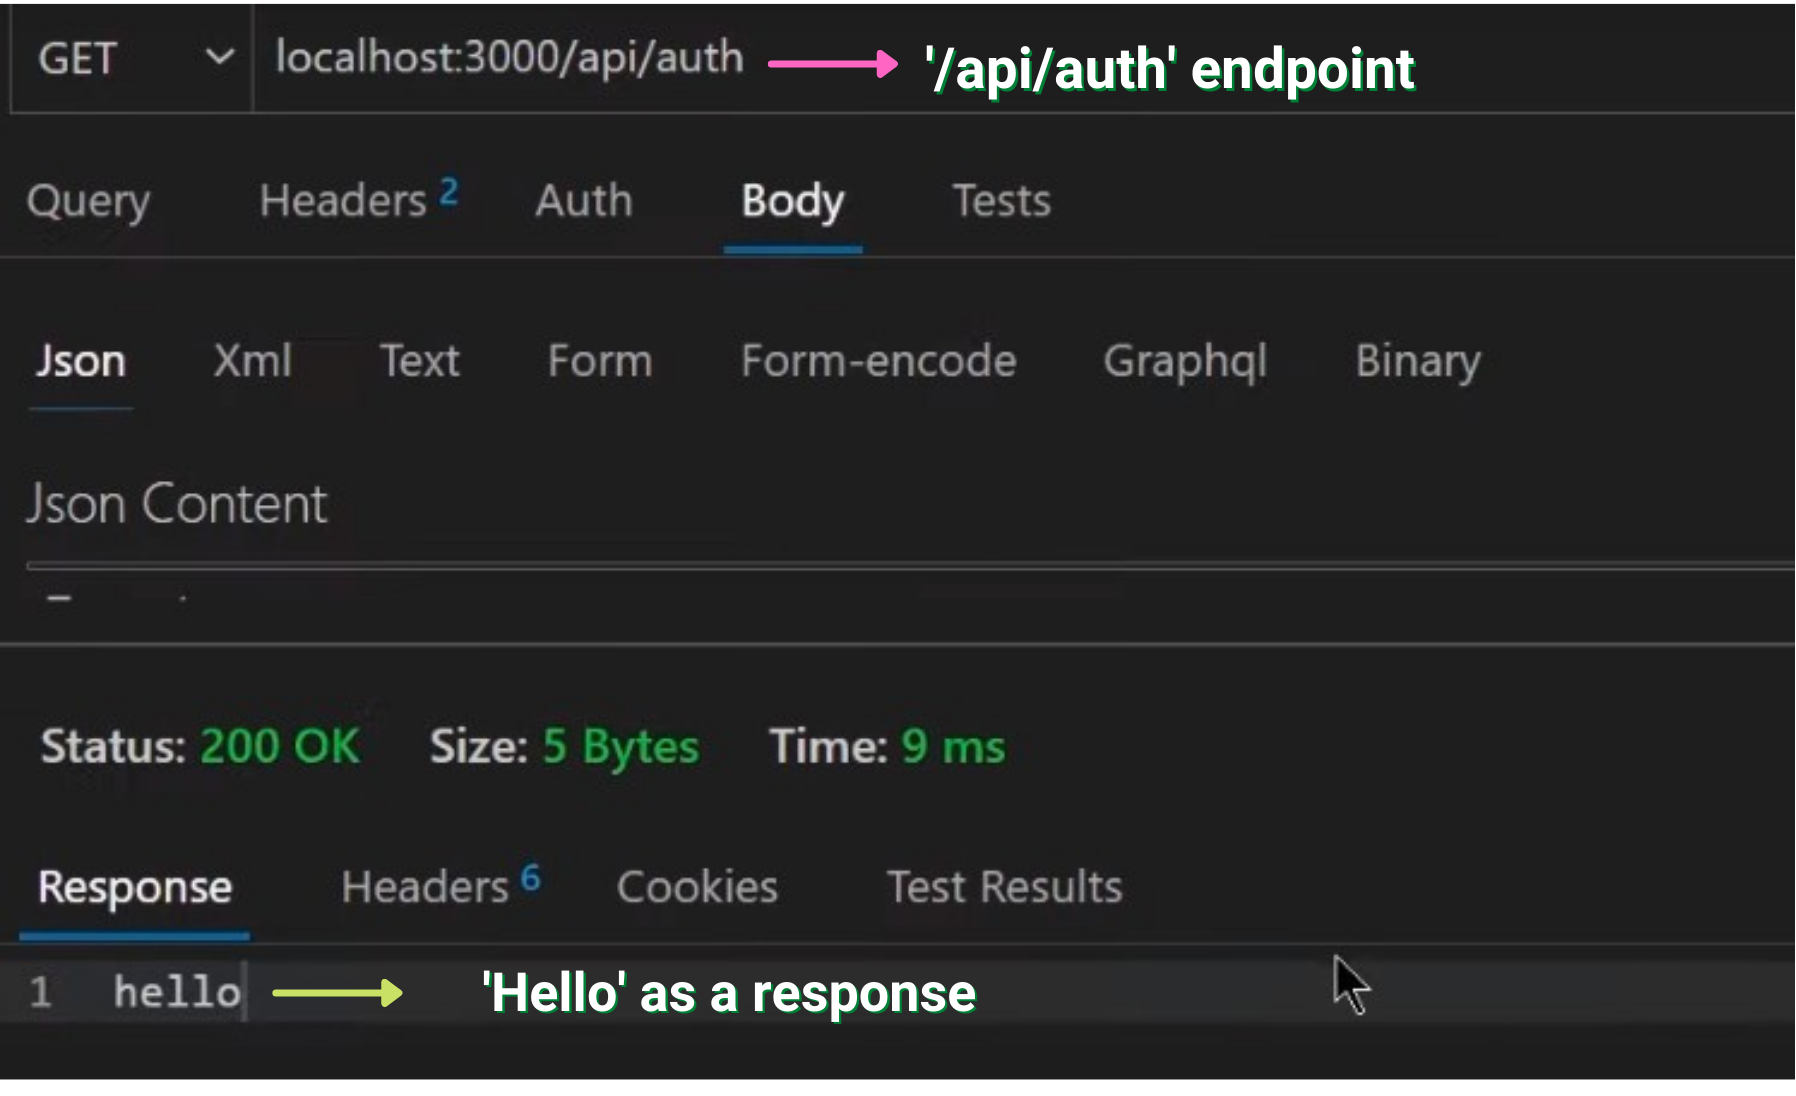 GET localhost:3000/api/auth '/api/auth' endpoint
Query Headers 2 Auth Body Tests
Json Xml Text Form Form-encode Graphql Binary
Json Content
Status: 200 OK Size: 5 Bytes Time: 9 ms
Response Headers 6 Cookies Test Results
1 hello 'Hello' as a response